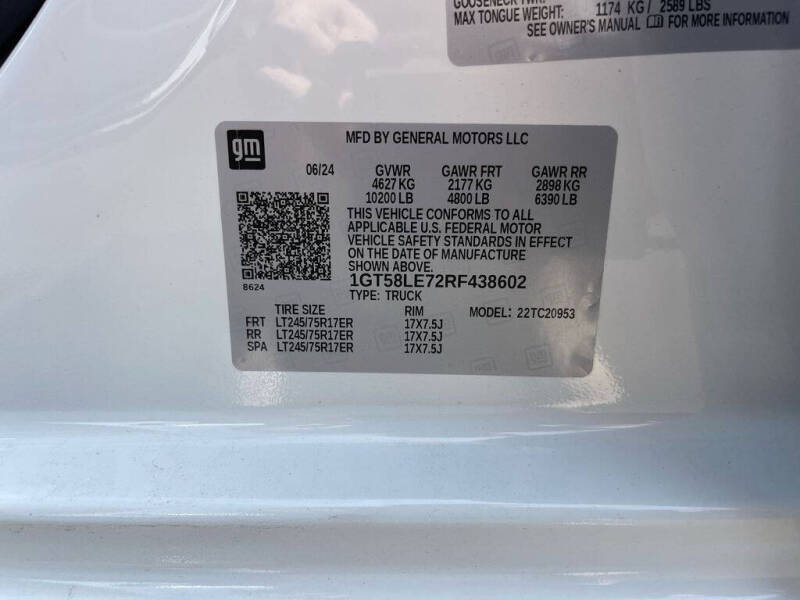 MAX TONGUE WEIGHT: 1174 KG/ 2589 LBS
SEE OWNER'S MANUAL FOR MORE INFORMATION
gm
MFD BY GENERAL MOTORS LLC
06/24 GVWR GAWR FRT GAWR RR
4627 KG 2177 KG 2898 KG
10200 LB 4800 LB 6390 LB
THIS VEHICLE CONFORMS TO ALL
APPLICABLE U.S. FEDERAL MOTOR
VEHICLE SAFETY STANDARDS IN EFFECT
ON THE DATE OF MANUFACTURE
SHOWN ABOVE.
8624
1GT58LE72RF438602
TYPE: TRUCK
TIRE SIZE RIM MODEL: 22TC20953
FRT LT245/75R17ER 17X7.5J
RR LT245/75R17ER 17X7.5J
SPA LT245/75R17ER 17X7.5J